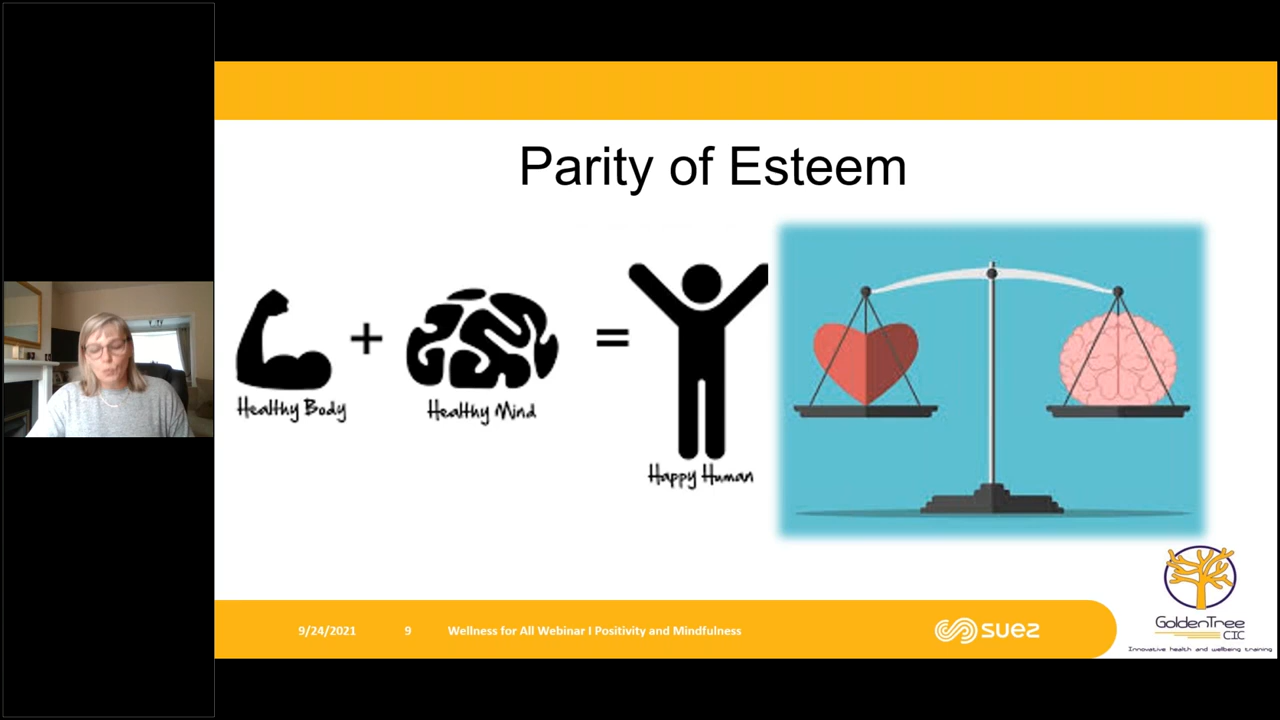 Parity of Esteem
+
=
Healthy Body
Healthy Mind
Happy Human
9/24/2021
9
Wellness for All Webinar I Positivity and Mindfulness
suez
GoldenTree
CIC
Innovative health and wellbeing training